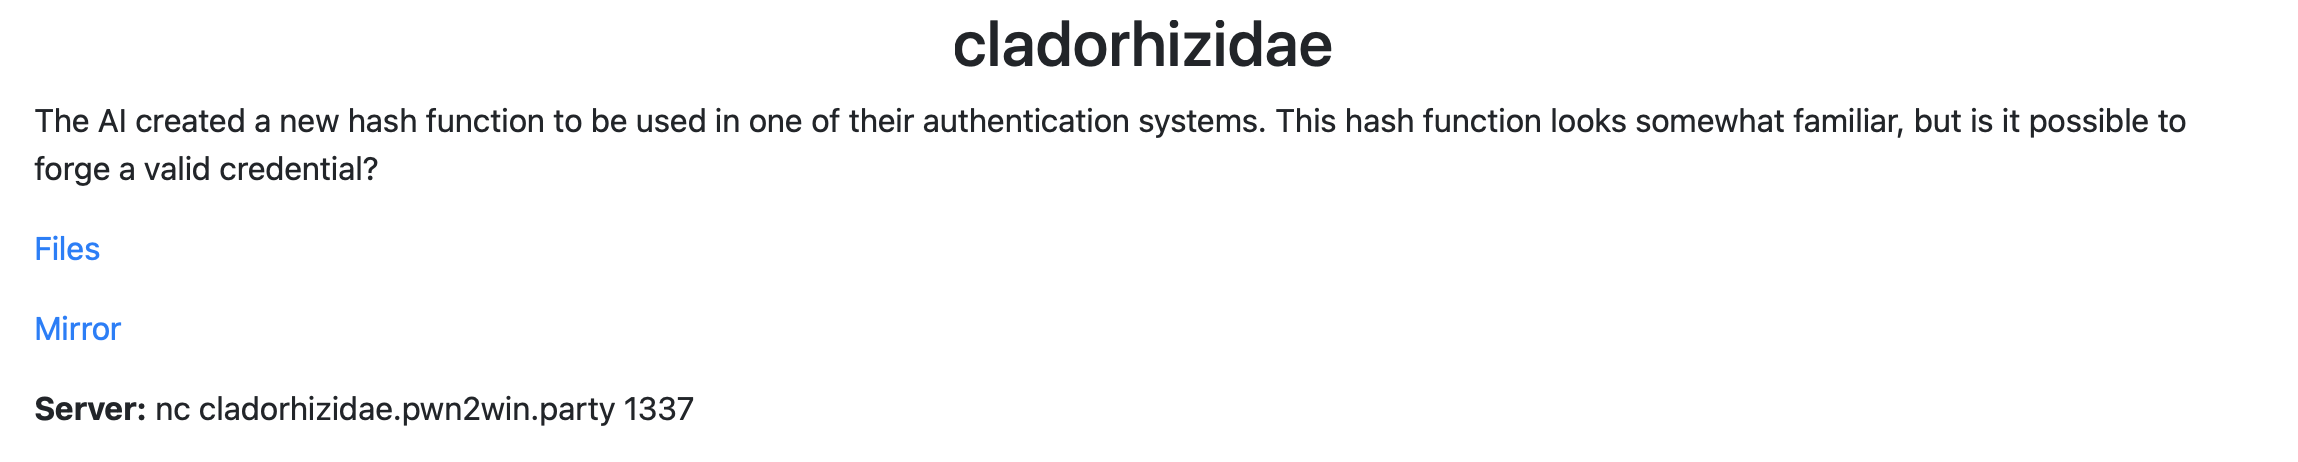 cladorhizidae
The AI created a new hash function to be used in one of their authentication systems. This hash function looks somewhat familiar, but is it possible to
forge a valid credential?
Files
Mirror
Server: nc cladorhizidae.pwn2win.party 1337